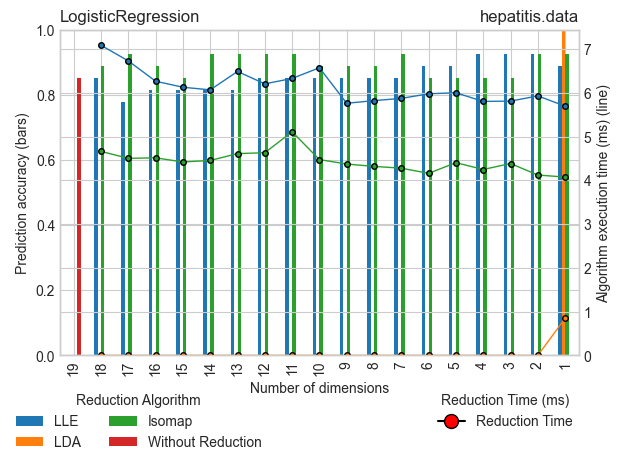 LogisticRegression hepatitis.data
1.0
0.8
0.6
0.4
0.2
0.0
Prediction accuracy (bars)
7
6
5
4
3
2
1
0
Algorithm execution time (ms) (line)
19 18 17 16 15 14 13 12 11 10 9 8 7 6 5 4 3 2 1
Number of dimensions
Reduction Algorithm
LLE Isomap
LDA Without Reduction
Reduction Time (ms)
Reduction Time